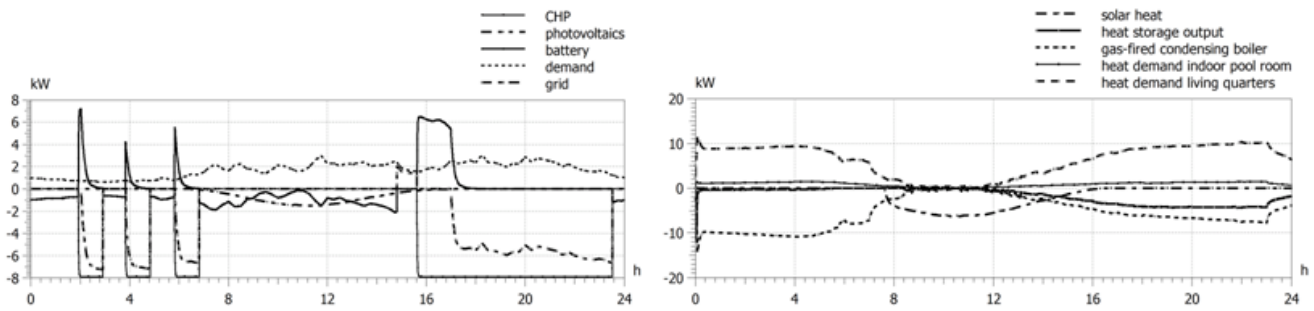 CHP
photovoltaics
battery
demand
grid
kW
8
6
4
2
0
-2
-4
-6
-8
h
0 4 8 12 16 20 24
solar heat
heat storage output
gas-fired condensing boiler
heat demand indoor pool room
heat demand living quarters
kW
20
10
0
-10
-20
h
0 4 8 12 16 20 24